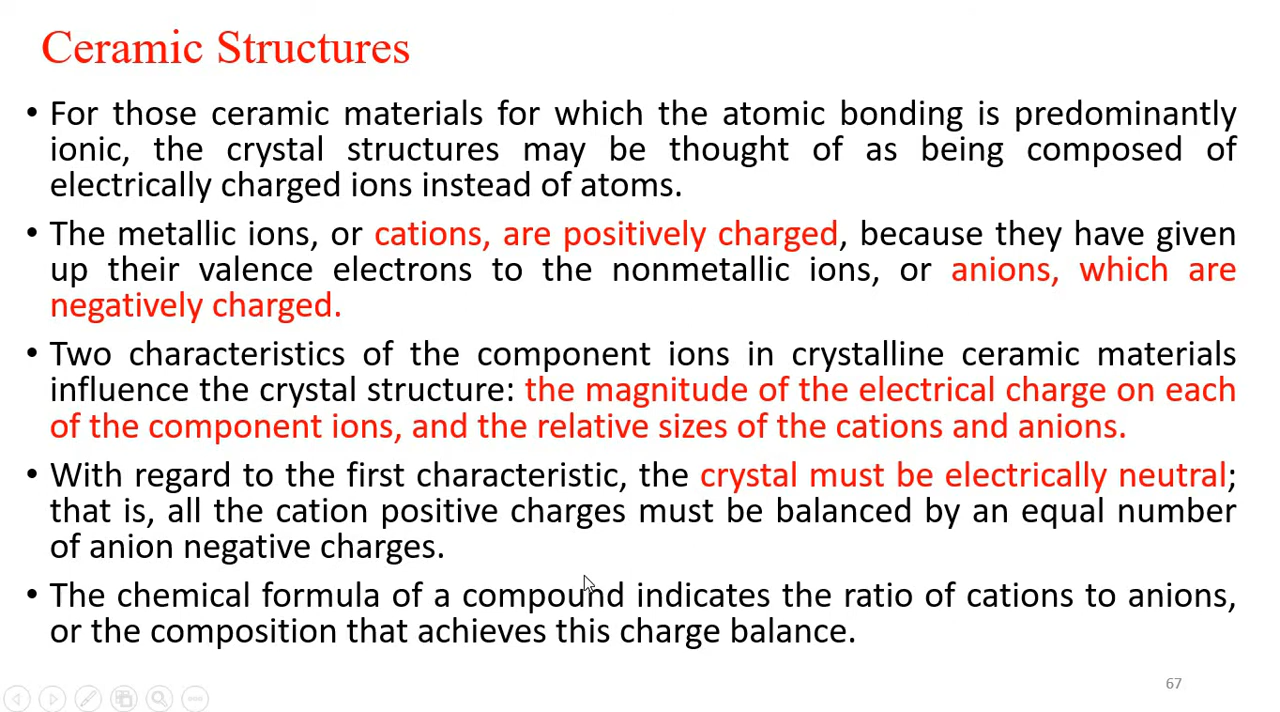 Ceramic Structures
• For those ceramic materials for which the atomic bonding is predominantly
ionic, the crystal structures may be thought of as being composed of
electrically charged ions instead of atoms.
• The metallic ions, or cations, are positively charged, because they have given
up their valence electrons to the nonmetallic ions, or anions, which are
negatively charged.
• Two characteristics of the component ions in crystalline ceramic materials
influence the crystal structure: the magnitude of the electrical charge on each
of the component ions, and the relative sizes of the cations and anions.
• With regard to the first characteristic, the crystal must be electrically neutral;
that is, all the cation positive charges must be balanced by an equal number
of anion negative charges.
• The chemical formula of a compound indicates the ratio of cations to anions,
or the composition that achieves this charge balance.
67